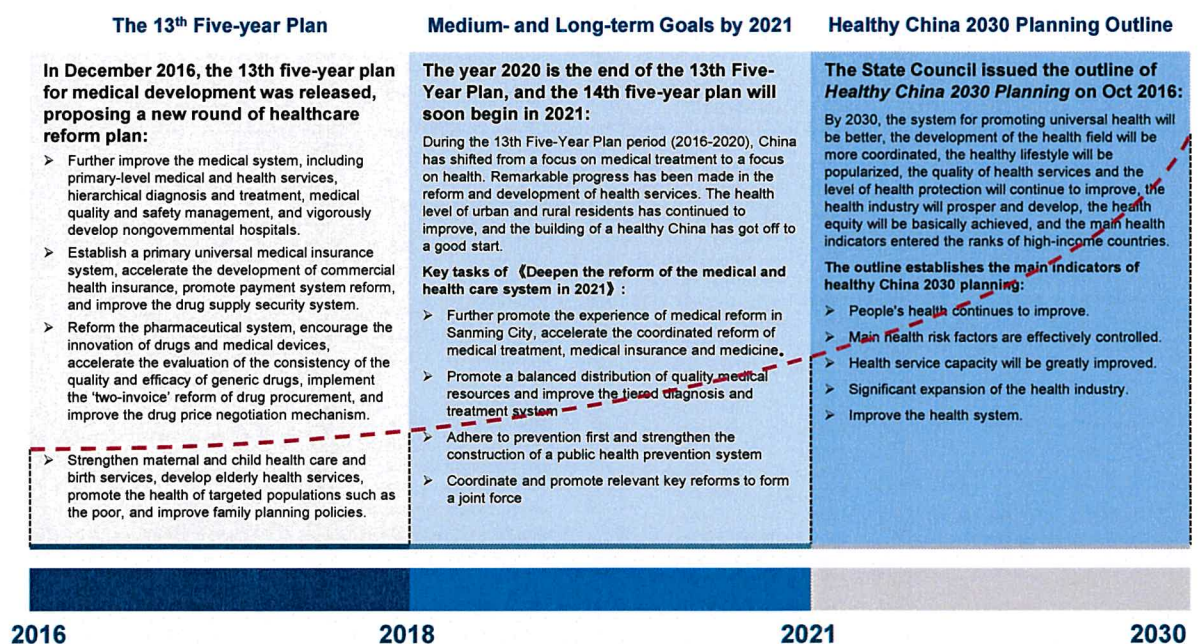 The 13th Five-year Plan
In December 2016, the 13th five-year plan
for medical development was released,
proposing a new round of healthcare
reform plan:
➢ Further improve the medical system, including
primary-level medical and health services,
hierarchical diagnosis and treatment, medical
quality and safety management, and vigorously
develop nongovernmental hospitals.
➢ Establish a primary universal medical insurance
system, accelerate the development of commercial
health insurance, promote payment system reform,
and improve the drug supply security system.
➢ Reform the pharmaceutical system, encourage the
innovation of drugs and medical devices,
accelerate the evaluation of the consistency of the
quality and efficacy of generic drugs, implement
the 'two-invoice' reform of drug procurement, and
improve the drug price negotiation mechanism.
➢ Strengthen maternal and child health care and
birth services, develop elderly health services,
promote the health of targeted populations such as
the poor, and improve family planning policies.
Medium- and Long-term Goals by 2021
The year 2020 is the end of the 13th Five-
Year Plan, and the 14th five-year plan will
soon begin in 2021:
During the 13th Five-Year Plan period (2016-2020), China
has shifted from a focus on medical treatment to a focus
on health. Remarkable progress has been made in the
reform and development of health services. The health
level of urban and rural residents has continued to
improve, and the building of a healthy China has got off to
a good start.
Key tasks of 《Deepen the reform of the medical and
health care system in 2021》:
➢ Further promote the experience of medical reform in
Sanming City, accelerate the coordinated reform of
medical treatment, medical insurance and medicine.
➢ Promote a balanced distribution of quality medical
resources and improve the tiered diagnosis and
treatment system
➢ Adhere to prevention first and strengthen the
construction of a public health prevention system
➢ Coordinate and promote relevant key reforms to form
a joint force
Healthy China 2030 Planning Outline
The State Council issued the outline of
Healthy China 2030 Planning on Oct 2016:
By 2030, the system for promoting universal health will
be better, the development of the health field will be
more coordinated, the healthy lifestyle will be
popularized, the quality of health services and the
level of health protection will continue to improve, the
health industry will prosper and develop, the health
equity will be basically achieved, and the main health
indicators entered the ranks of high-income countries.
The outline establishes the main indicators of
healthy China 2030 planning:
➢ People's health continues to improve.
➢ Main health risk factors are effectively controlled.
➢ Health service capacity will be greatly improved.
➢ Significant expansion of the health industry.
➢ Improve the health system.
2016 2018 2021 2030